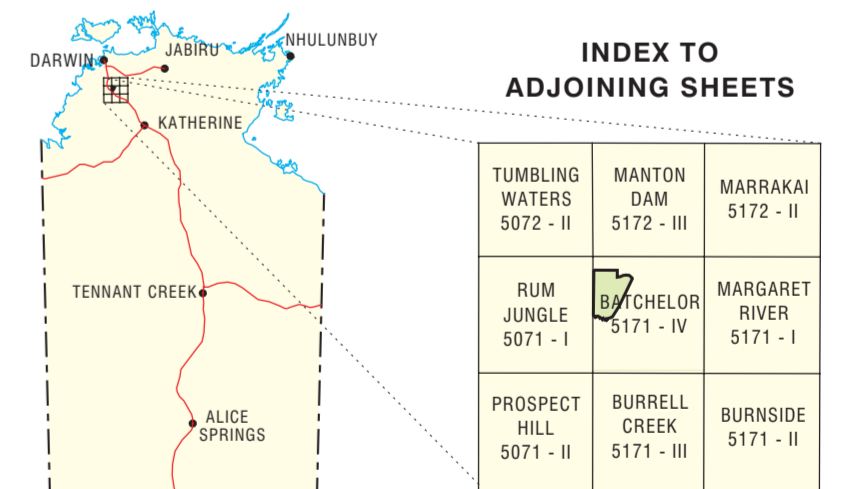 DARWIN
JABIRU
NHULUNBUY
KATHERINE
TENNANT CREEK
ALICE
SPRINGS
INDEX TO
ADJOINING SHEETS
TUMBLING
WATERS
5072 - II
MANTON
DAM
5172 - III
MARRAKAI
5172 - II
RUM
JUNGLE
5071 - I
BATCHELOR
5171 - IV
MARGARET
RIVER
5171 - I
PROSPECT
HILL
5071 - II
BURRELL
CREEK
5171 - III
BURNSIDE
5171 - II